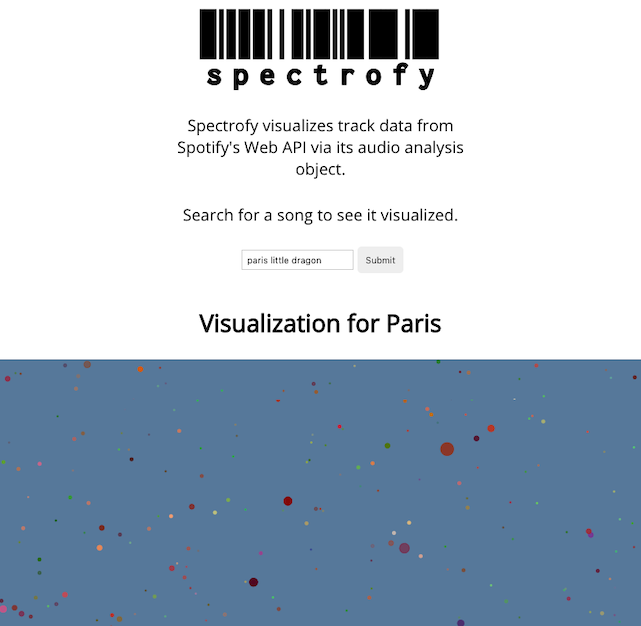 spectrofy
Spectrofy visualizes track data from
Spotify's Web API via its audio analysis
object.
Search for a song to see it visualized.
paris little dragon Submit
Visualization for Paris